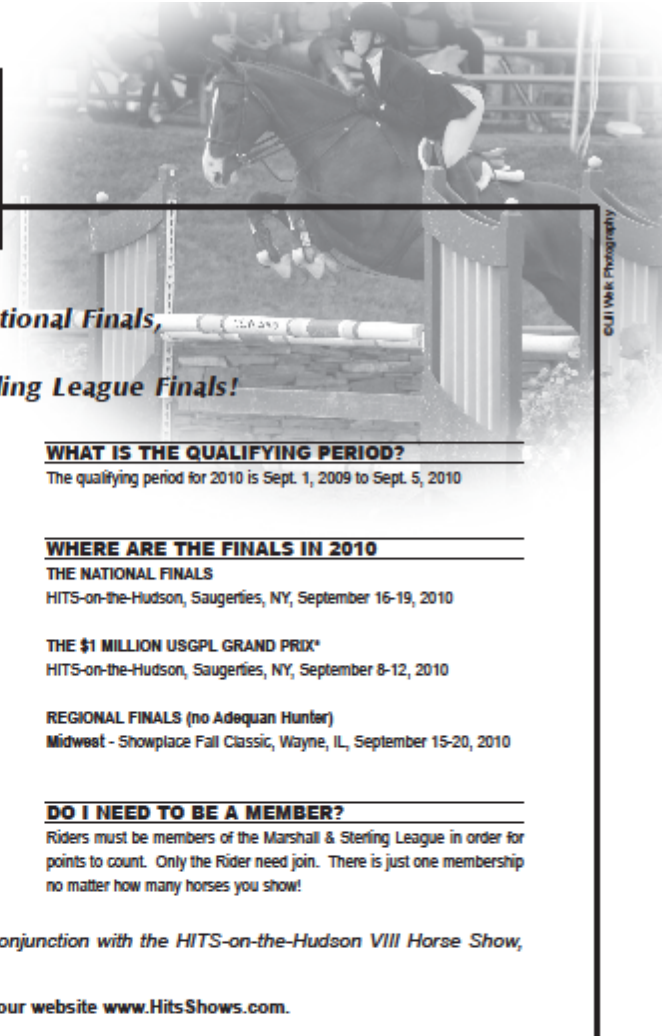 ©Lili Weik Photography
tional Finals,
ling League Finals!
WHAT IS THE QUALIFYING PERIOD?
The qualifying period for 2010 is Sept. 1, 2009 to Sept. 5, 2010
WHERE ARE THE FINALS IN 2010
THE NATIONAL FINALS
HITS-on-the-Hudson, Saugerties, NY, September 16-19, 2010
THE $1 MILLION USGPL GRAND PRIX*
HITS-on-the-Hudson, Saugerties, NY, September 8-12, 2010
REGIONAL FINALS (no Adequan Hunter)
Midwest - Showplace Fall Classic, Wayne, IL, September 15-20, 2010
DO I NEED TO BE A MEMBER?
Riders must be members of the Marshall & Sterling League in order for
points to count. Only the Rider need join. There is just one membership
no matter how many horses you show!
onjunction with the HITS-on-the-Hudson VIII Horse Show,
our website www.HitsShows.com.